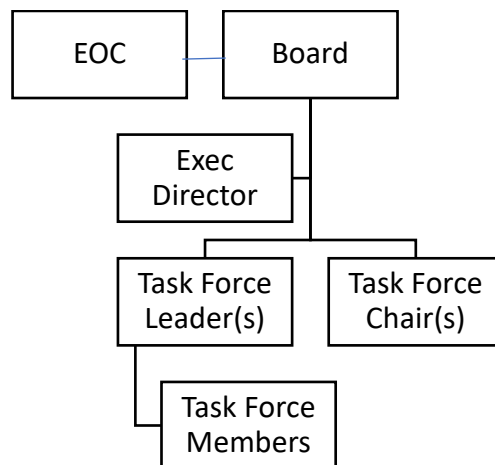 EOC
Board
Exec
Director
Task Force
Leader(s)
Task Force
Chair(s)
Task Force
Members